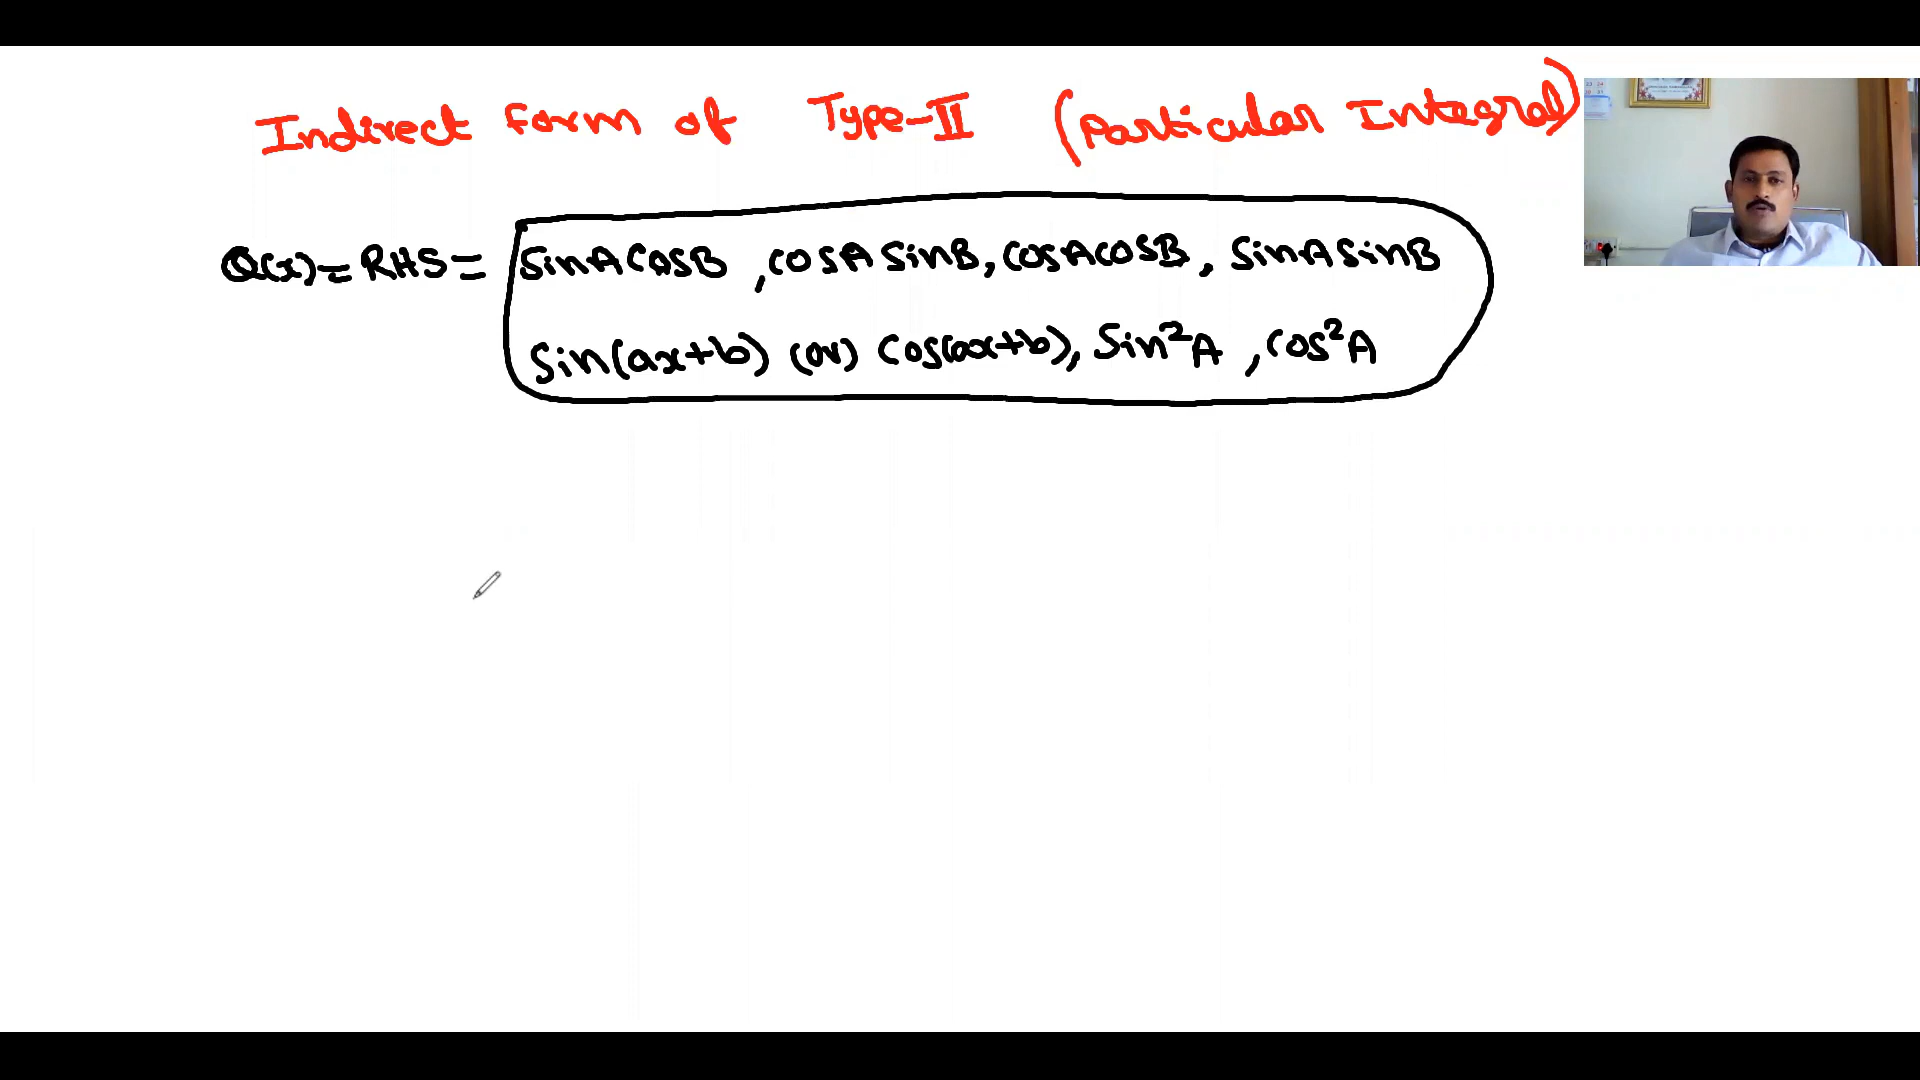 Indirect form of Type-II (Particular Integral)
Q(x) = RHS = SinACosB, cosAsinB, cosAcosB, sinAsinB
Sin(ax+b) (or) cos(ax+b), Sin²A, cos²A